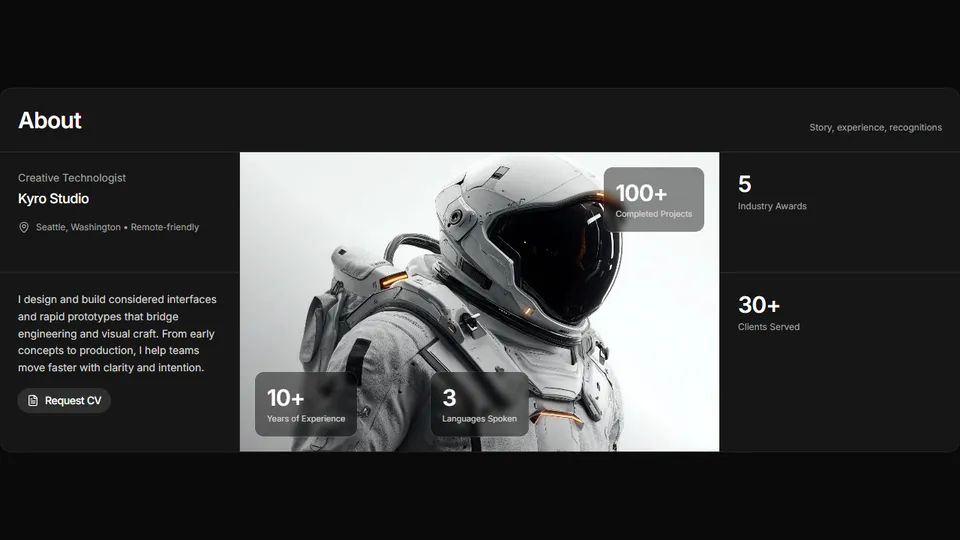 About
Story, experience, recognitions
Creative Technologist
Kyro Studio
Seattle, Washington • Remote-friendly
I design and build considered interfaces
and rapid prototypes that bridge
engineering and visual craft. From early
concepts to production, I help teams
move faster with clarity and intention.
Request CV
100+
Completed Projects
10+
Years of Experience
3
Languages Spoken
5
Industry Awards
30+
Clients Served